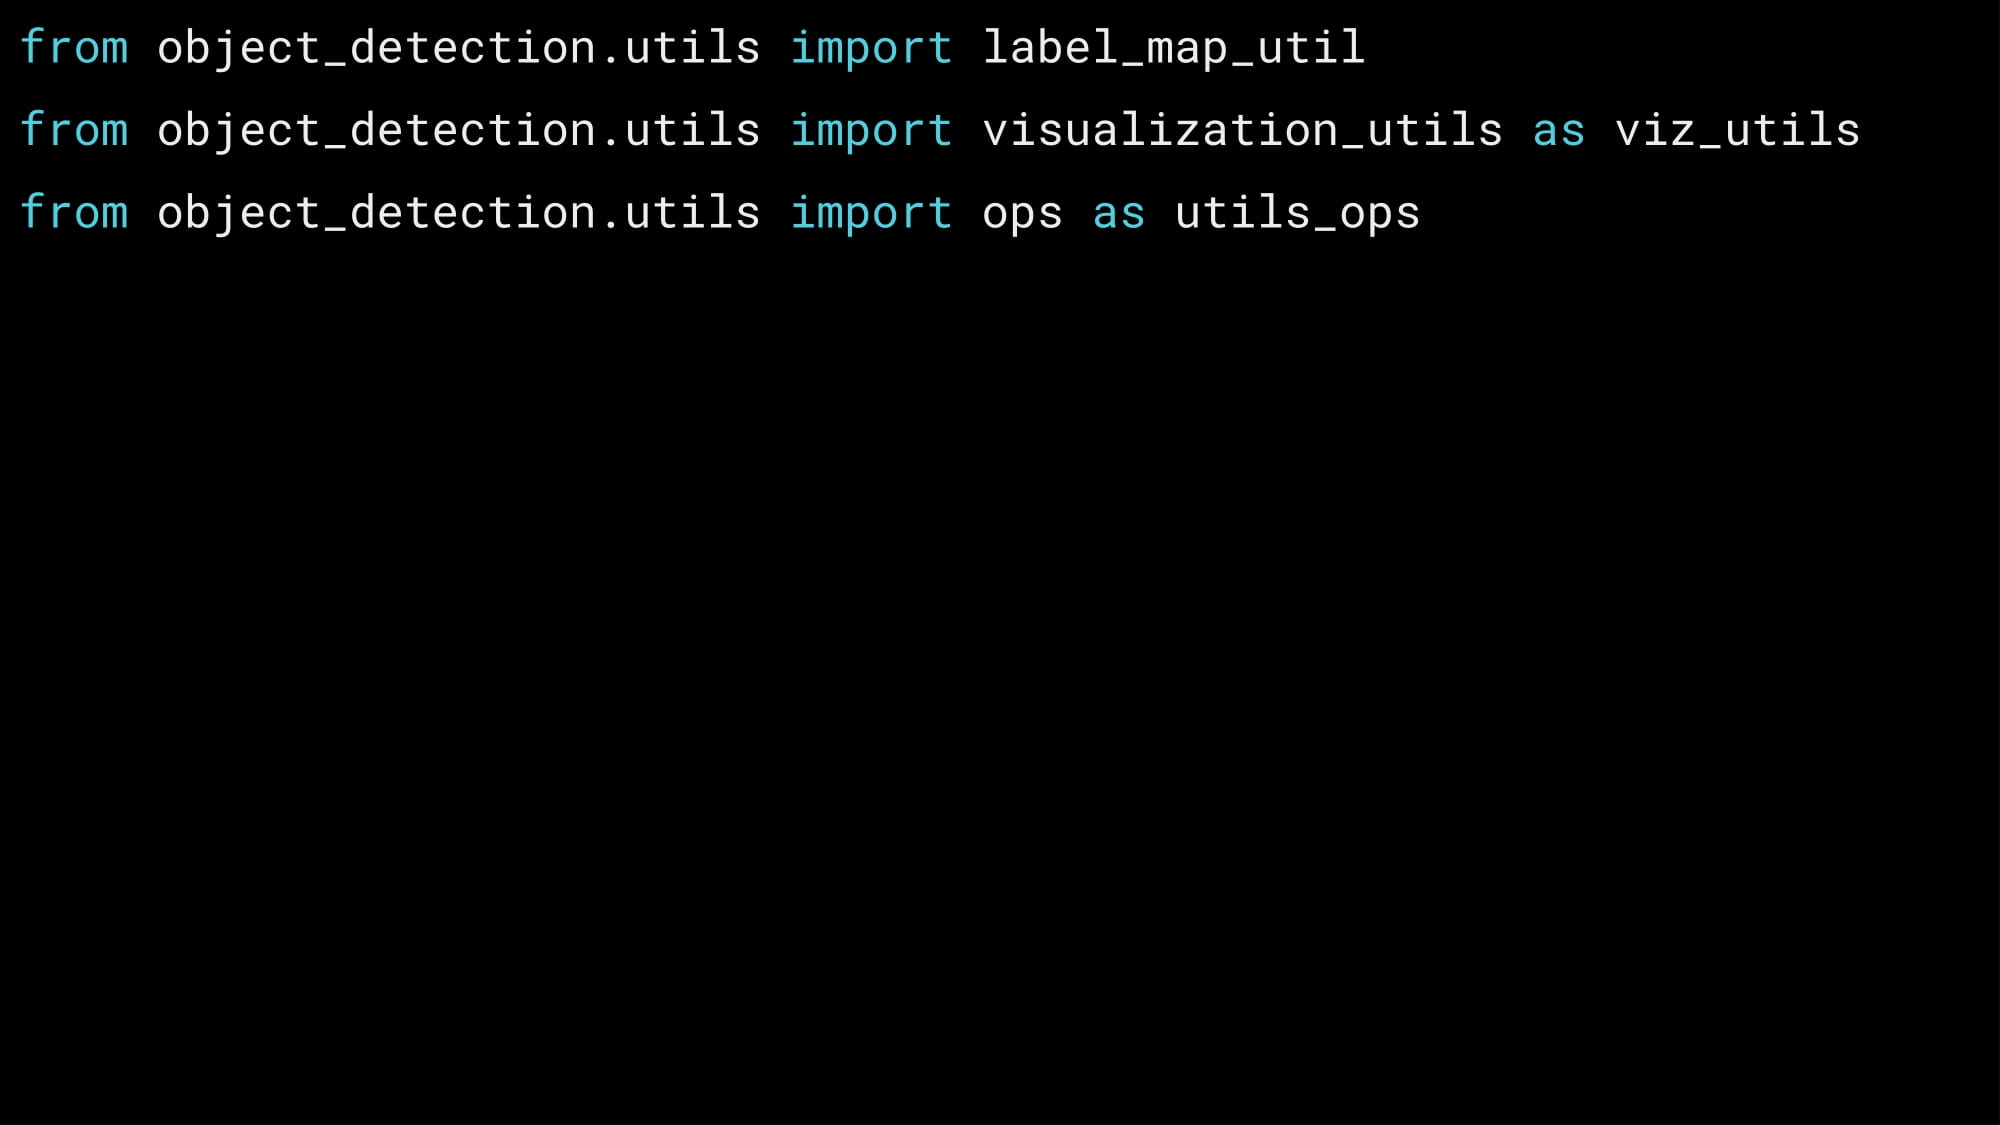 from object_detection.utils import label_map_util
from object_detection.utils import visualization_utils as viz_utils
from object_detection.utils import ops as utils_ops